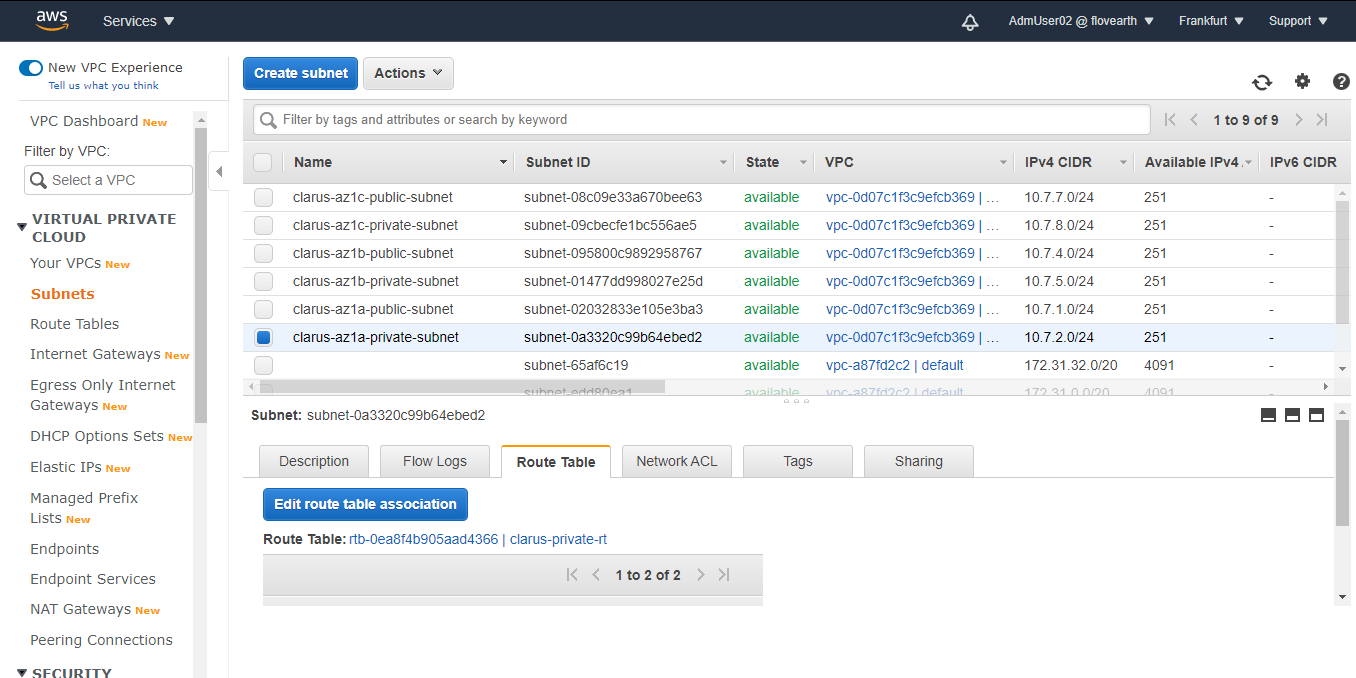 aws Services AdmUser02 @ flovearth Frankfurt Support
New VPC Experience
Tell us what you think
VPC Dashboard New
Filter by VPC:
Select a VPC
VIRTUAL PRIVATE
CLOUD
Your VPCs New
Subnets
Route Tables
Internet Gateways New
Egress Only Internet
Gateways New
DHCP Options Sets New
Elastic IPs New
Managed Prefix
Lists New
Endpoints
Endpoint Services
NAT Gateways New
Peering Connections
SECURITY
Create subnet Actions
Filter by tags and attributes or search by keyword 1 to 9 of 9
Name Subnet ID State VPC IPv4 CIDR Available IPv4 IPv6 CIDR
clarus-az1c-public-subnet subnet-08c09e33a670bee63 available vpc-0d07c1f3c9efcb369 | ... 10.7.7.0/24 251 -
clarus-az1c-private-subnet subnet-09cbecfe1bc556ae5 available vpc-0d07c1f3c9efcb369 | ... 10.7.8.0/24 251 -
clarus-az1b-public-subnet subnet-095800c9892958767 available vpc-0d07c1f3c9efcb369 | ... 10.7.4.0/24 251 -
clarus-az1b-private-subnet subnet-01477dd998027e25d available vpc-0d07c1f3c9efcb369 | ... 10.7.5.0/24 251 -
clarus-az1a-public-subnet subnet-02032833e105e3ba3 available vpc-0d07c1f3c9efcb369 | ... 10.7.1.0/24 251 -
clarus-az1a-private-subnet subnet-0a3320c99b64ebed2 available vpc-0d07c1f3c9efcb369 | ... 10.7.2.0/24 251 -
subnet-65af6c19 available vpc-a87fd2c2 | default 172.31.32.0/20 4091 -
subnet-edd80ea1 available vpc-a87fd2c2 | default 172.31.0.0/20 4091 -
Subnet: subnet-0a3320c99b64ebed2
Description Flow Logs Route Table Network ACL Tags Sharing
Edit route table association
Route Table: rtb-0ea8f4b905aad4366 | clarus-private-rt
1 to 2 of 2